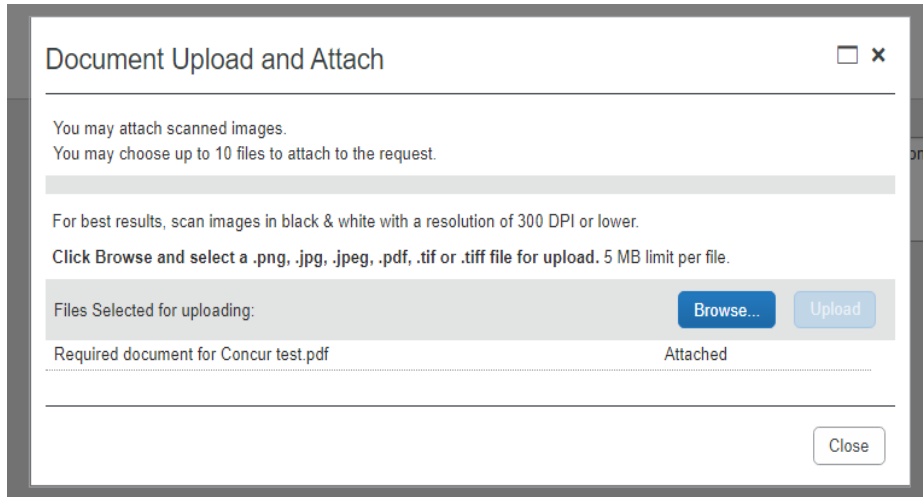 Document Upload and Attach
You may attach scanned images.
You may choose up to 10 files to attach to the request.
For best results, scan images in black & white with a resolution of 300 DPI or lower.
Click Browse and select a .png, .jpg, .jpeg, .pdf, .tif or .tiff file for upload. 5 MB limit per file.
Files Selected for uploading: Browse... Upload
Required document for Concur test.pdf Attached
Close